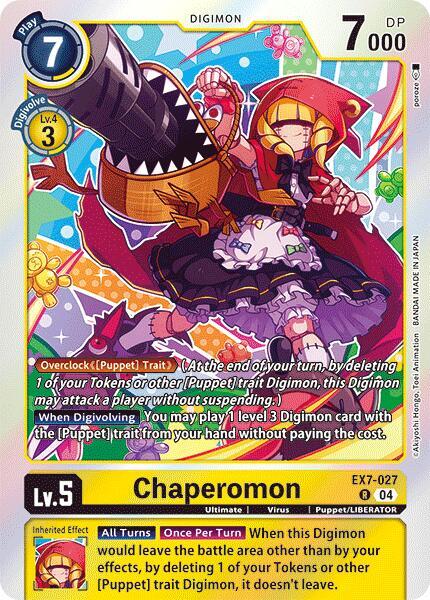 Play
7
DIGIMON
DP
7000
Digivolve
Lv.4
3
poroze
©Akiyoshi Hongo, Toei Animation BANDAI MADE IN JAPAN
Overclock《[Puppet] Trait》 (At the end of your turn, by deleting
1 of your Tokens or other [Puppet] trait Digimon, this Digimon
may attack a player without suspending.)
When Digivolving You may play 1 level 3 Digimon card with
the [Puppet] trait from your hand without paying the cost.
Lv.5
Chaperomon
EX7-027
R 04
Ultimate | Virus | Puppet/LIBERATOR
Inherited Effect
All Turns Once Per Turn When this Digimon
would leave the battle area other than by your
effects, by deleting 1 of your Tokens or other
[Puppet] trait Digimon, it doesn't leave.